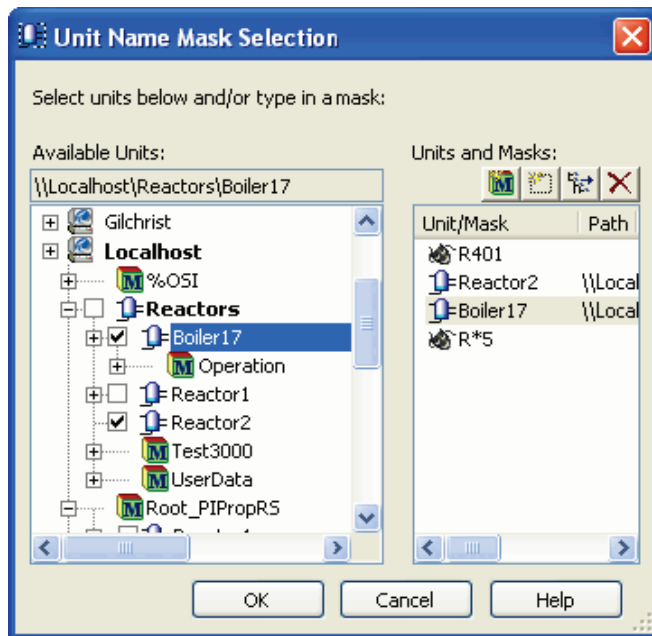 Unit Name Mask Selection
Select units below and/or type in a mask:
Available Units:
\\Localhost\Reactors\Boiler17
Gilchrist
Localhost
%OSI
Reactors
Boiler17
Operation
Reactor1
Reactor2
Test3000
UserData
Root_PIPropRS
Units and Masks:
Unit/Mask Path
R401
Reactor2 \\Local
Boiler17 \\Local
R*5
OK Cancel Help